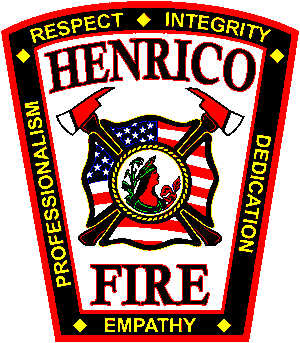 RESPECT ◆ INTEGRITY
HENRICO
PROFESSIONALISM
DEDICATION
FIRE
EMPATHY